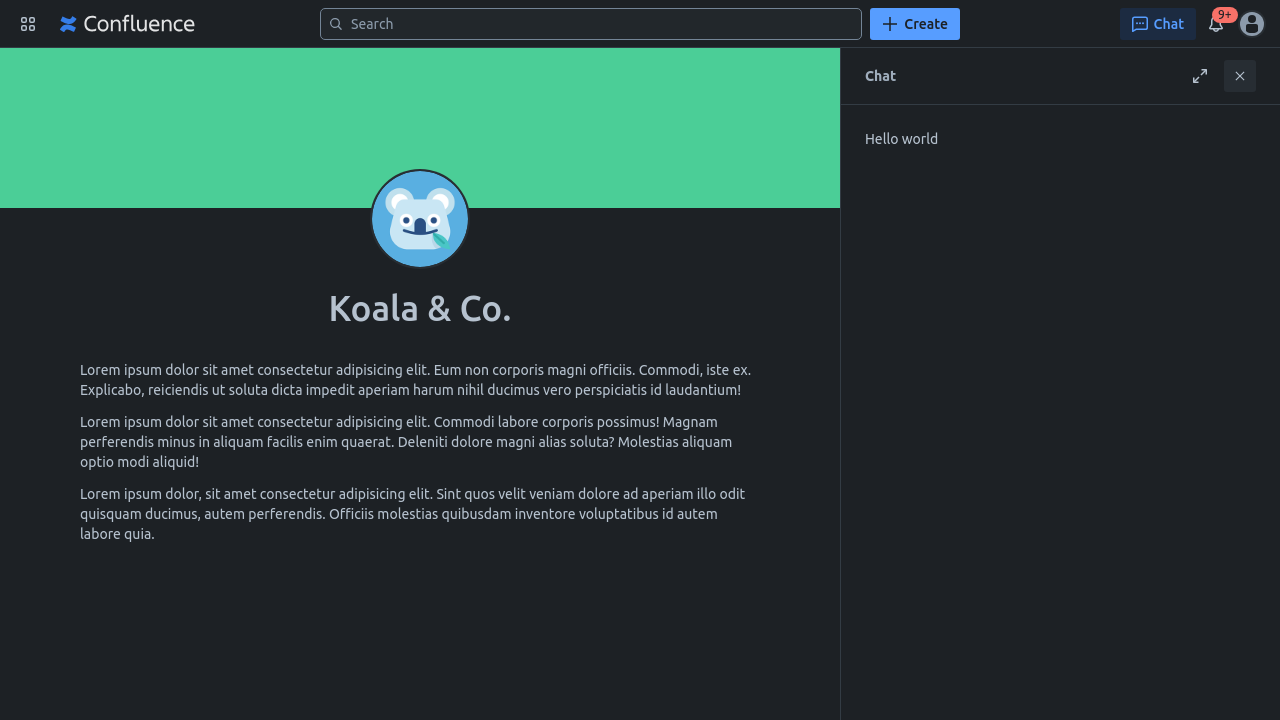 Confluence
Search
Create
Chat
9+
Koala & Co.
Lorem ipsum dolor sit amet consectetur adipisicing elit. Eum non corporis magni officiis. Commodi, iste ex.
Explicabo, reiciendis ut soluta dicta impedit aperiam harum nihil ducimus vero perspiciatis id laudantium!
Lorem ipsum dolor sit amet consectetur adipisicing elit. Commodi labore corporis possimus! Magnam
perferendis minus in aliquam facilis enim quaerat. Deleniti dolore magni alias soluta? Molestias aliquam
optio modi aliquid!
Lorem ipsum dolor, sit amet consectetur adipisicing elit. Sint quos velit veniam dolore ad aperiam illo odit
quisquam ducimus, autem perferendis. Officiis molestias quibusdam inventore voluptatibus id autem
labore quia.
Chat
Hello world